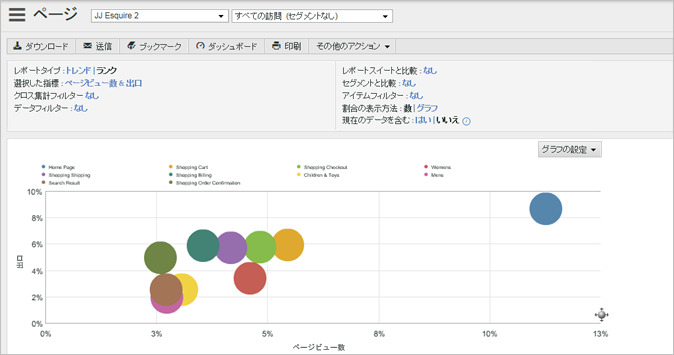 ページ JJ Esquire 2 すべての訪問 (セグメントなし)
ダウンロード 送信 ブックマーク ダッシュボード 印刷 その他のアクション
レポートタイプ : トレンド | ランク
選択した指標 : ページビュー数 & 出口
クロス集計フィルター なし
データフィルター : なし
レポートスイートと比較 : なし
セグメントと比較 : なし
アイテムフィルター : なし
割合の表示方法 : 数 | グラフ
現在のデータを含む : はい | いいえ
グラフの設定
Home Page Shopping Cart Shopping Checkout Womens
Shopping Shipping Shopping Billing Children & Toys Mens
Search Result Shopping Order Confirmation
10%
8%
6%
4%
2%
0%
出口
0% 3% 5% 8% 10% 13%
ページビュー数